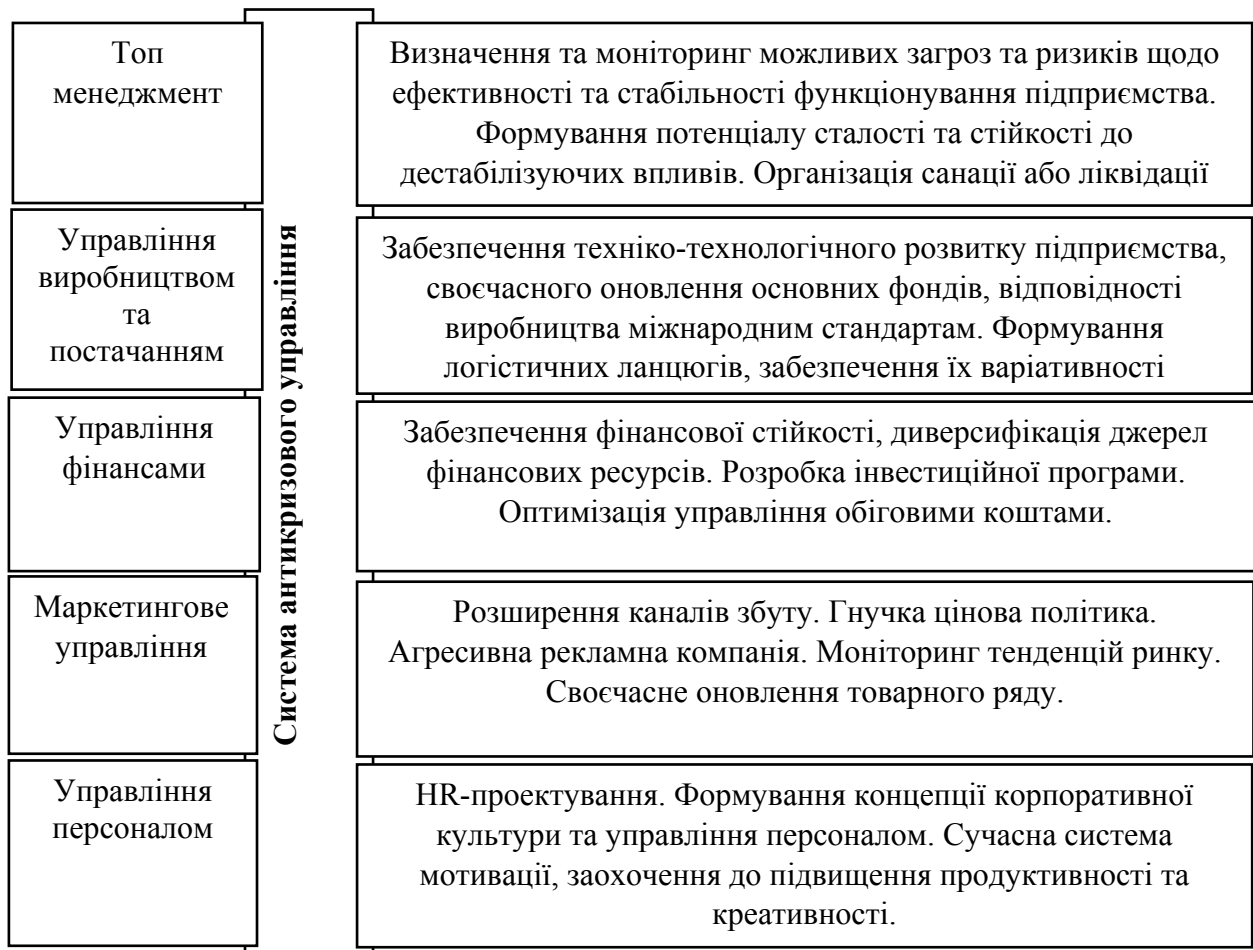 Топ
менеджмент
Визначення та моніторинг можливих загроз та ризиків щодо
ефективності та стабільності функціонування підприємства.
Формування потенціалу сталості та стійкості до
дестабілізуючих впливів. Організація санації або ліквідації
Система антикризового управління
Управління
виробництвом
та
постачанням
Забезпечення техніко-технологічного розвитку підприємства,
своєчасного оновлення основних фондів, відповідності
виробництва міжнародним стандартам. Формування
логістичних ланцюгів, забезпечення їх варіативності
Управління
фінансами
Забезпечення фінансової стійкості, диверсифікація джерел
фінансових ресурсів. Розробка інвестиційної програми.
Оптимізація управління обіговими коштами.
Маркетингове
управління
Розширення каналів збуту. Гнучка цінова політика.
Агресивна рекламна компанія. Моніторинг тенденцій ринку.
Своєчасне оновлення товарного ряду.
Управління
персоналом
HR-проектування. Формування концепції корпоративної
культури та управління персоналом. Сучасна система
мотивації, заохочення до підвищення продуктивності та
креативності.